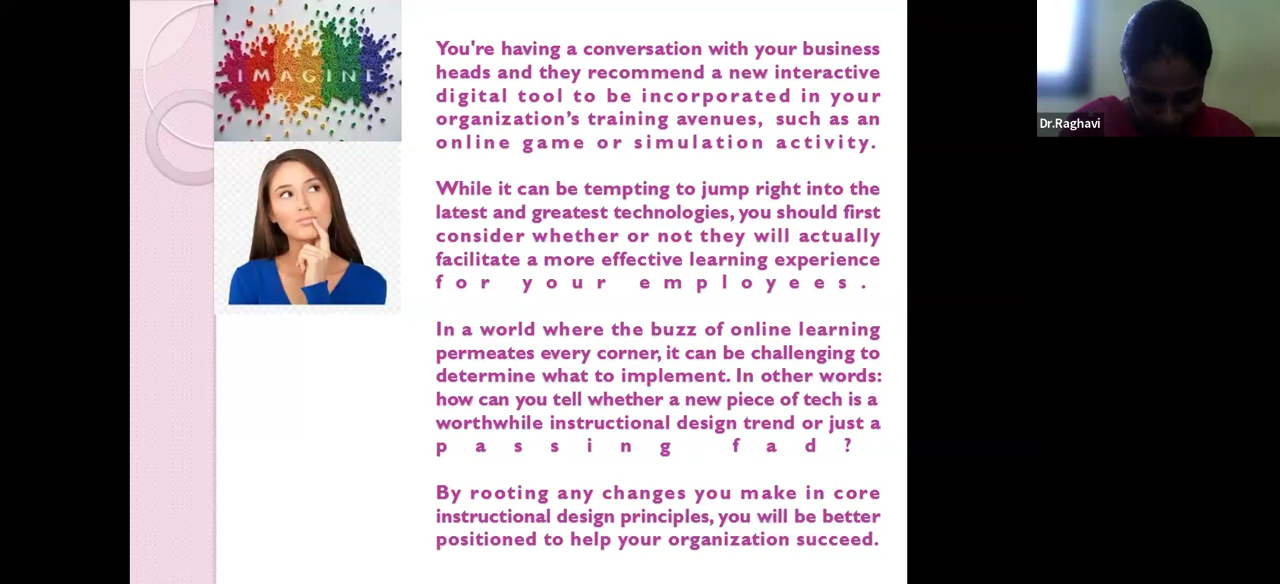 IMAGINE
You're having a conversation with your business
heads and they recommend a new interactive
digital tool to be incorporated in your
organization's training avenues, such as an
online game or simulation activity.
While it can be tempting to jump right into the
latest and greatest technologies, you should first
consider whether or not they will actually
facilitate a more effective learning experience
for your employees.
In a world where the buzz of online learning
permeates every corner, it can be challenging to
determine what to implement. In other words:
how can you tell whether a new piece of tech is a
worthwhile instructional design trend or just a
passing fad?
By rooting any changes you make in core
instructional design principles, you will be better
positioned to help your organization succeed.
Dr.Raghavi